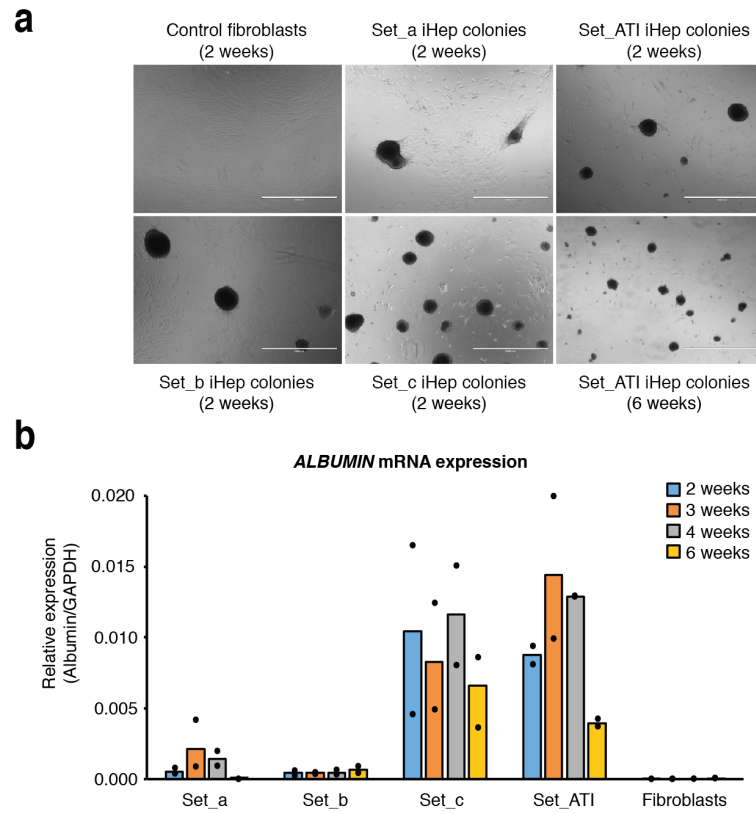 a
Control fibroblasts
(2 weeks)
Set_a iHep colonies
(2 weeks)
Set_ATI iHep colonies
(2 weeks)
Set_b iHep colonies
(2 weeks)
Set_c iHep colonies
(2 weeks)
Set_ATI iHep colonies
(6 weeks)
b
ALBUMIN mRNA expression
2 weeks
3 weeks
4 weeks
6 weeks
Relative expression
(Albumin/GAPDH)
0.020
0.015
0.010
0.005
0.000
Set_a
Set_b
Set_c
Set_ATI
Fibroblasts